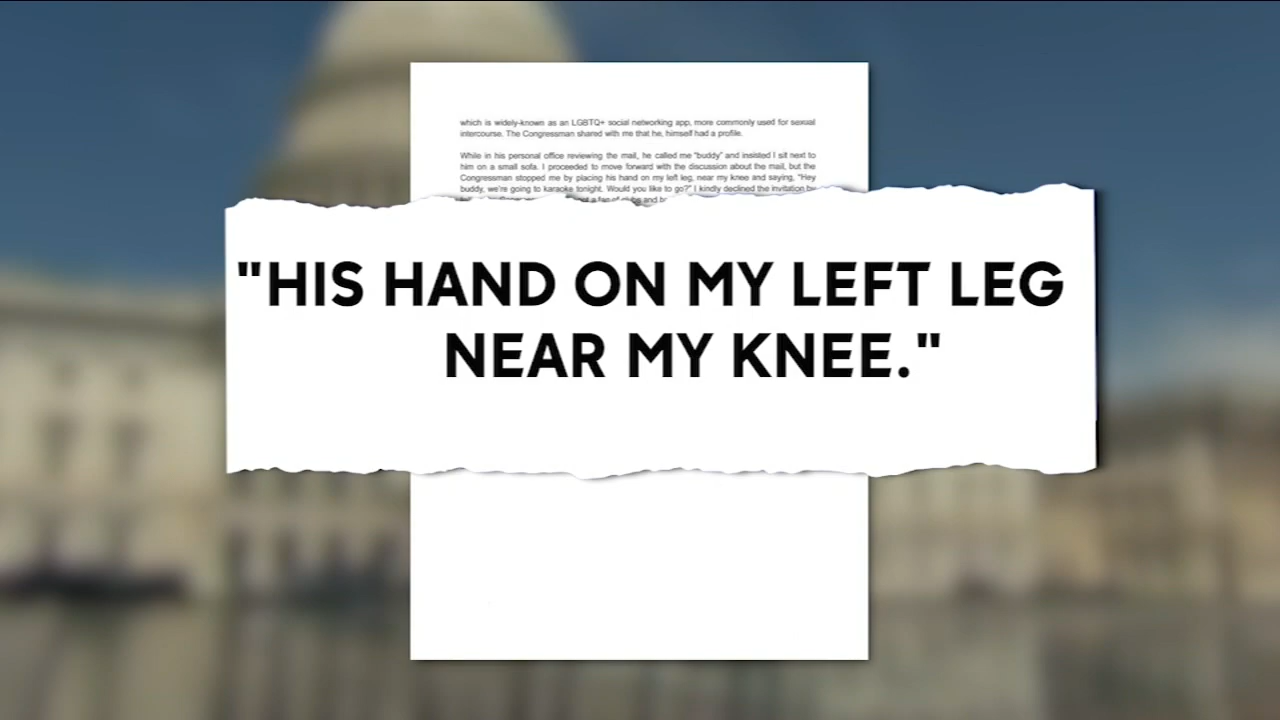 which is widely-known as an LGBTQ+ social networking app, more commonly used for sexual
intercourse. The Congressman shared with me that he, himself had a profile.
While in his personal office reviewing the mail, he called me "buddy" and insisted I sit next to
him on a small sofa. I proceeded to move forward with the discussion about the mail, but the
Congressman stopped me by placing his hand on my left leg, near my knee and saying, "Hey
buddy, we're going to karaoke tonight. Would you like to go?" I kindly declined the invitation by
a fan of clubs and
"HIS HAND ON MY LEFT LEG
NEAR MY KNEE."